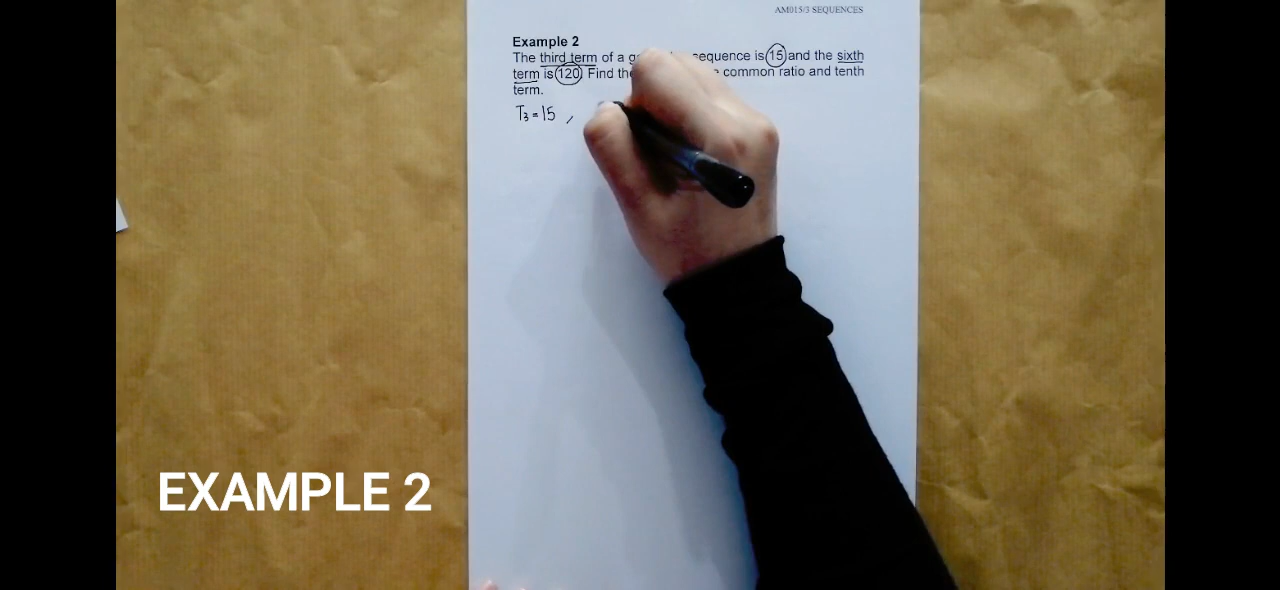 AM015/3 SEQUENCES
Example 2
The third term of a sequence is 15 and the sixth
term is 120. Find the common ratio and tenth
term.
T3 = 15 ,
EXAMPLE 2